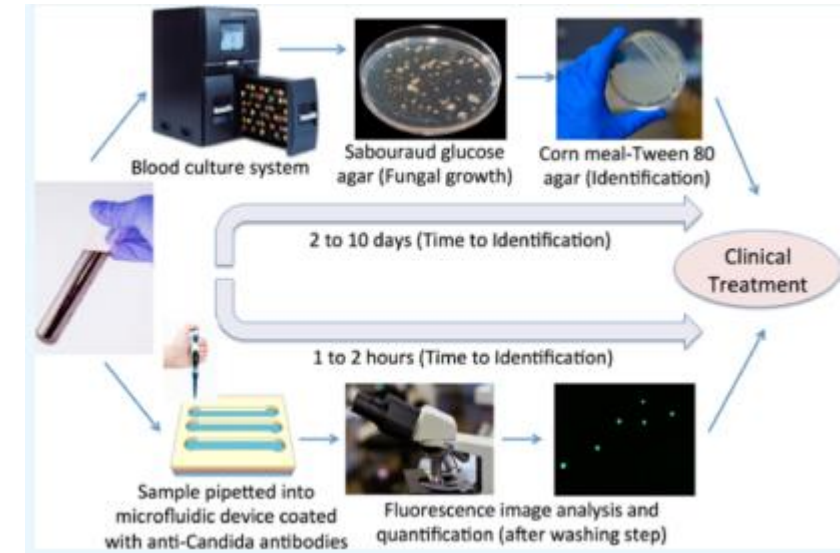 Blood culture system
Sabouraud glucose
agar (Fungal growth)
Corn meal-Tween 80
agar (Identification)
2 to 10 days (Time to Identification)
Clinical
Treatment
1 to 2 hours (Time to Identification)
Sample pipetted into
microfluidic device coated
with anti-Candida antibodies
Fluorescence image analysis and
quantification (after washing step)